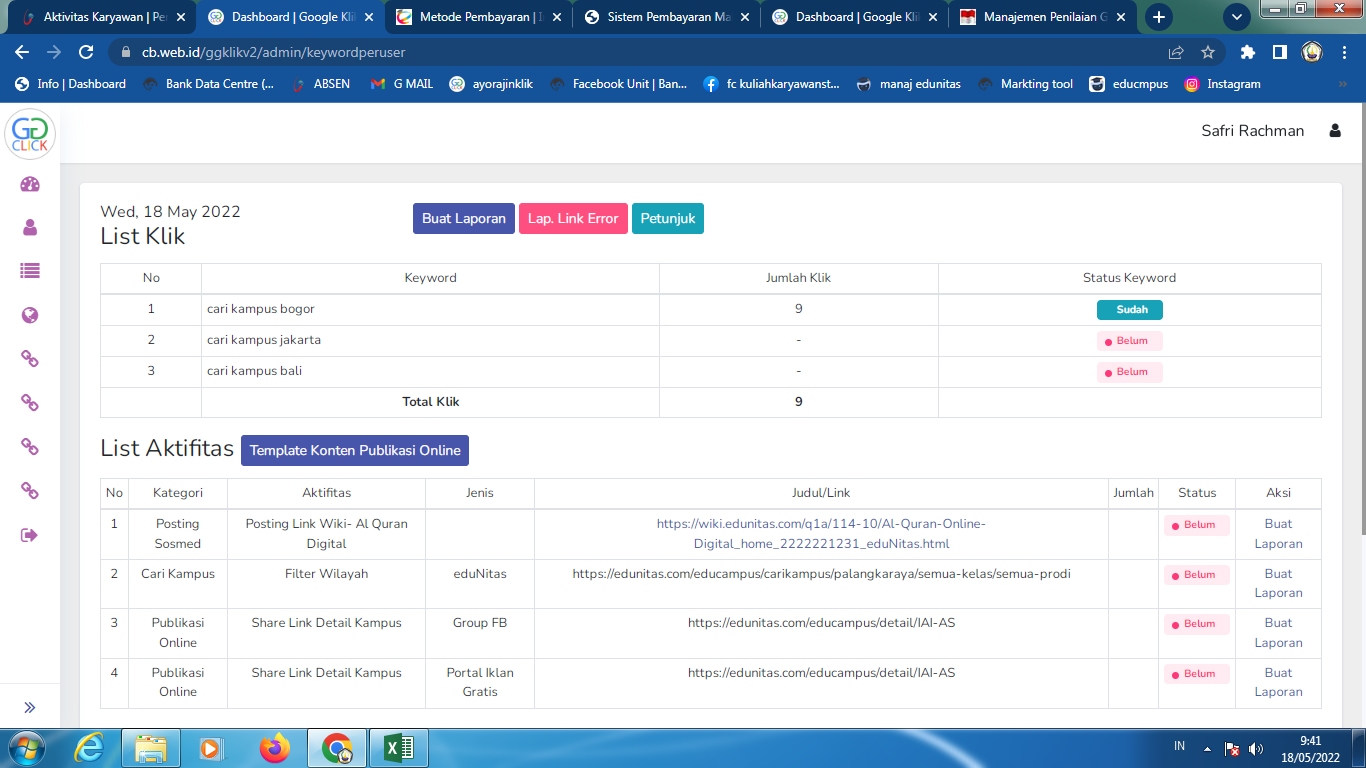 Aktivitas Karyawan | Per
Dashboard | Google Kli
Metode Pembayaran | I
Sistem Pembayaran Ma
Dashboard | Google Kli
Manajemen Penilaian G
cb.web.id/ggklikv2/admin/keywordperuser
Info | Dashboard
Bank Data Centre (...
ABSEN
G MAIL
ayorajinklik
Facebook Unit | Ban...
fc kuliahkaryawanst...
manaj edunitas
Markting tool
educmpus
Instagram
GG CLICK
Safri Rachman
Wed, 18 May 2022
List Klik
Buat Laporan
Lap. Link Error
Petunjuk
No Keyword Jumlah Klik Status Keyword
1 cari kampus bogor 9 Sudah
2 cari kampus jakarta - Belum
3 cari kampus bali - Belum
Total Klik 9
List Aktifitas
Template Konten Publikasi Online
No Kategori Aktifitas Jenis Judul/Link Jumlah Status Aksi
1 Posting Posting Link Wiki- Al Quran https://wiki.edunitas.com/q1a/114-10/Al-Quran-Online- Belum Buat
Sosmed Digital Digital_home_2222221231_eduNitas.html Laporan
2 Cari Kampus Filter Wilayah eduNitas https://edunitas.com/educampus/carikampus/palangkaraya/semua-kelas/semua-prodi Belum Buat
Laporan
3 Publikasi Share Link Detail Kampus Group FB https://edunitas.com/educampus/detail/IAI-AS Belum Buat
Online Laporan
4 Publikasi Share Link Detail Kampus Portal Iklan https://edunitas.com/educampus/detail/IAI-AS Belum Buat
Online Gratis Laporan
IN
9:41
18/05/2022